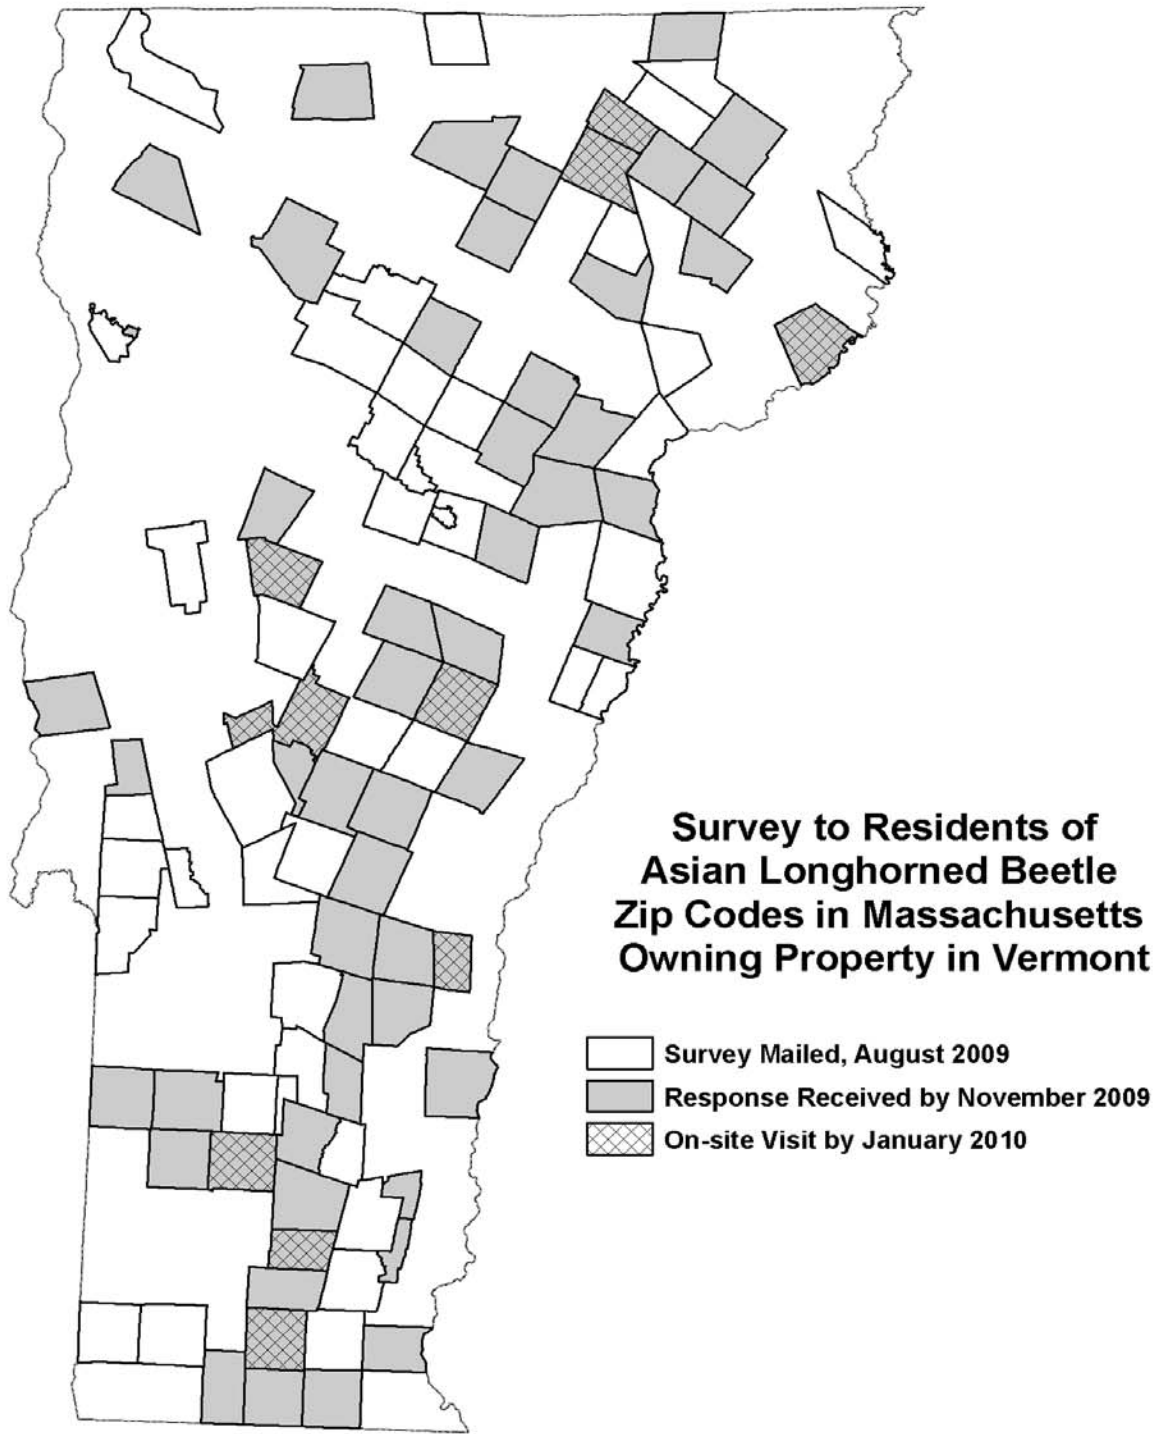 Survey to Residents of
Asian Longhorned Beetle
Zip Codes in Massachusetts
Owning Property in Vermont
Survey Mailed, August 2009
Response Received by November 2009
On-site Visit by January 2010